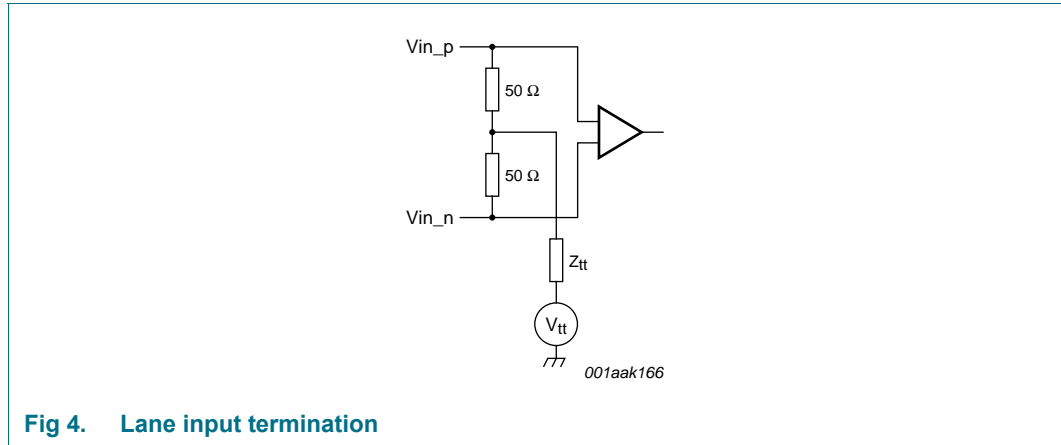 Vin_p
50 Ω
50 Ω
Vin_n
Ztt
Vtt
001aak166
Fig 4. Lane input termination